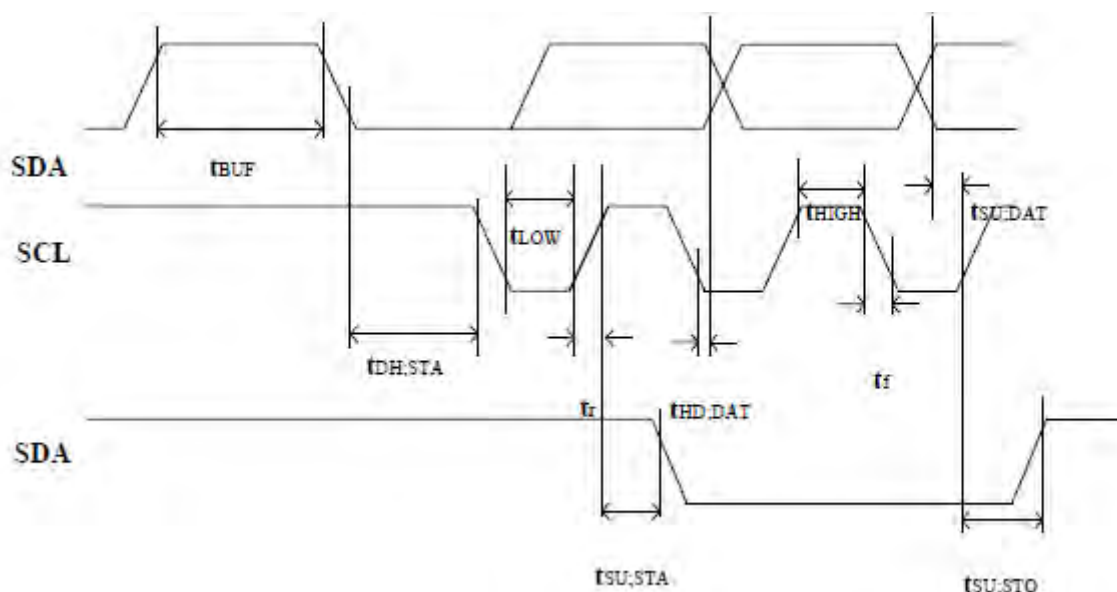 SDA
tBUF
tHIGH
tSU;DAT
SCL
tLOW
tDH;STA
tf
tr
tHD;DAT
SDA
tSU;STA
tSU;STO